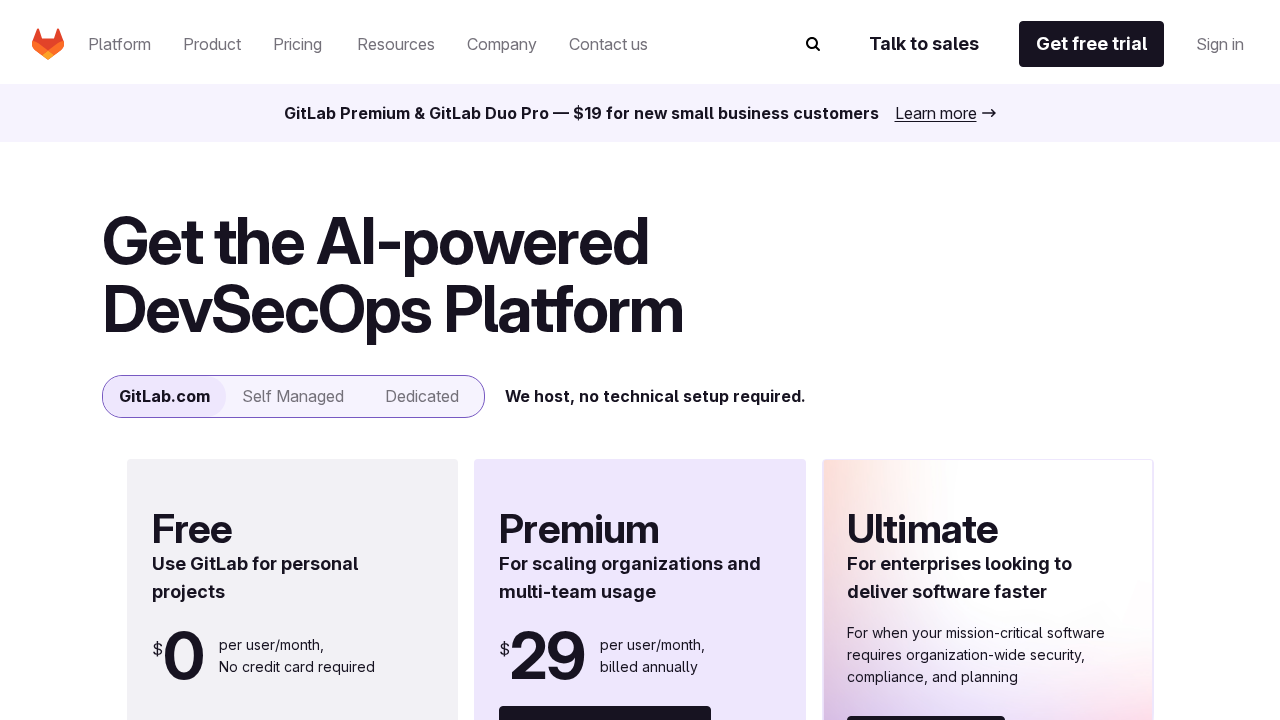 Platform
Product
Pricing
Resources
Company
Contact us
Talk to sales
Get free trial
Sign in
GitLab Premium & GitLab Duo Pro — $19 for new small business customers Learn more →
Get the AI-powered
DevSecOps Platform
GitLab.com
Self Managed
Dedicated
We host, no technical setup required.
Free
Use GitLab for personal
projects
$0
per user/month,
No credit card required
Premium
For scaling organizations and
multi-team usage
$29
per user/month,
billed annually
Ultimate
For enterprises looking to
deliver software faster
For when your mission-critical software
requires organization-wide security,
compliance, and planning